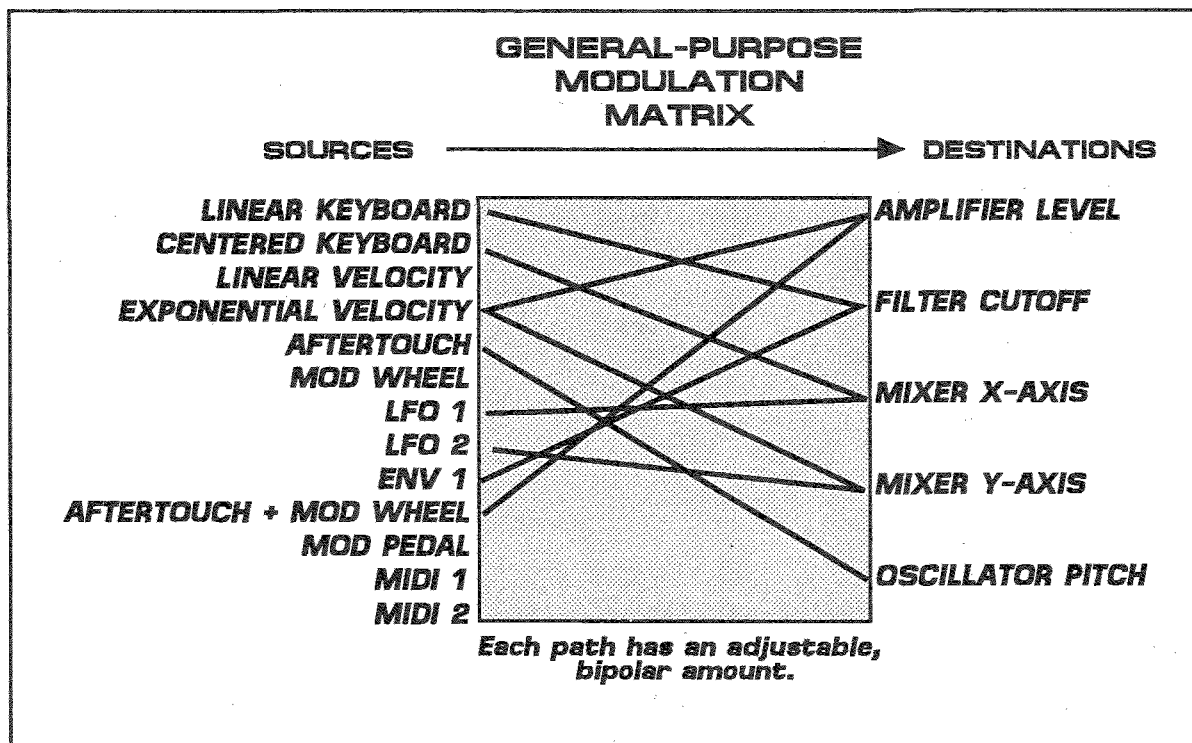 GENERAL-PURPOSE
MODULATION
MATRIX
SOURCES
DESTINATIONS
LINEAR KEYBOARD
CENTERED KEYBOARD
LINEAR VELOCITY
EXPONENTIAL VELOCITY
AFTERTOUCH
MOD WHEEL
LFO 1
LFO 2
ENV 1
AFTERTOUCH + MOD WHEEL
MOD PEDAL
MIDI 1
MIDI 2
AMPLIFIER LEVEL
FILTER CUTOFF
MIXER X-AXIS
MIXER Y-AXIS
OSCILLATOR PITCH
Each path has an adjustable,
bipolar amount.